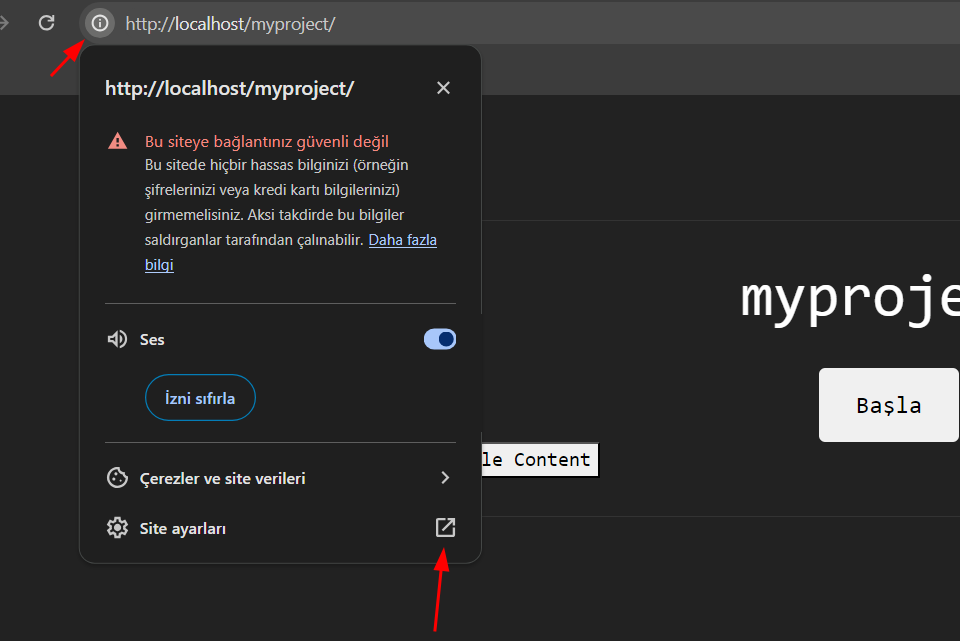 http://localhost/myproject/
http://localhost/myproject/
Bu siteye bağlantınız güvenli değil
Bu sitede hiçbir hassas bilginizi (örneğin
şifrelerinizi veya kredi kartı bilgilerinizi)
girmemelisiniz. Aksi takdirde bu bilgiler
saldırganlar tarafından çalınabilir. Daha fazla
bilgi
Ses
İzni sıfırla
Çerezler ve site verileri
Site ayarları
myproje
Başla
le Content